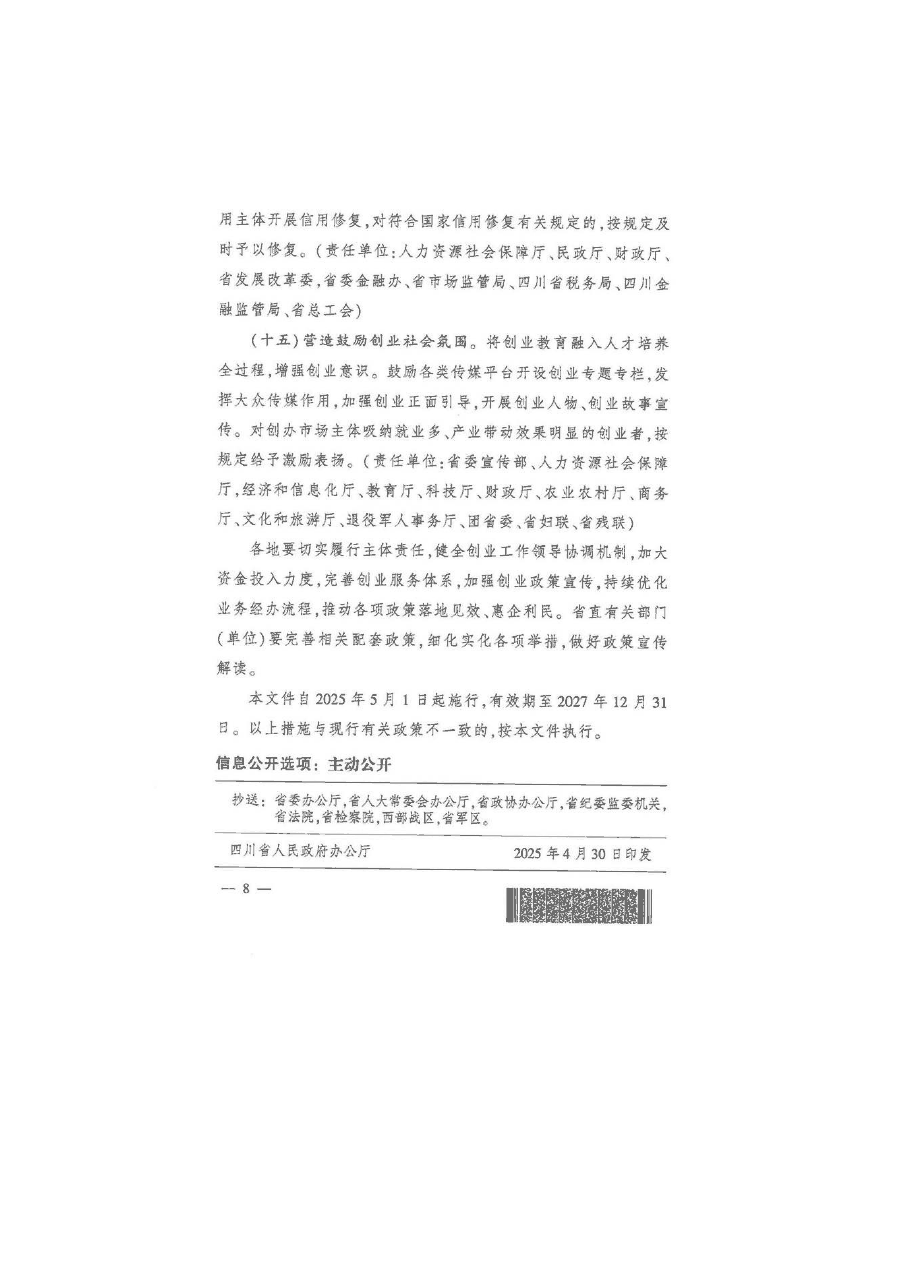 用主体开展信用修复,对符合国家信用修复有关规定的,按规定及
时予以修复。(责任单位:人力资源社会保障厅、民政厅、财政厅、
省发展改革委,省委金融办、省市场监管局、四川省税务局、四川金
融监管局、省总工会)
(十五)营造鼓励创业社会氛围。将创业教育融入人才培养
全过程,增强创业意识。鼓励各类传媒平台开设创业专题专栏,发
挥大众传媒作用,加强创业正面引导,开展创业人物、创业故事宣
传。对创办市场主体吸纳就业多、产业带动效果明显的创业者,按
规定给予激励表扬。(责任单位:省委宣传部、人力资源社会保障
厅,经济和信息化厅、教育厅、科技厅、财政厅、农业农村厅、商务
厅、文化和旅游厅、退役军人事务厅、团省委、省妇联、省残联)
各地要切实履行主体责任,健全创业工作领导协调机制,加大
资金投入力度,完善创业服务体系,加强创业政策宣传,持续优化
业务经办流程,推动各项政策落地见效、惠企利民。省直有关部门
(单位)要完善相关配套政策,细化实化各项举措,做好政策宣传
解读。
本文件自 2025 年 5 月 1 日起施行,有效期至 2027 年 12 月 31
日。以上措施与现行有关政策不一致的,按本文件执行。
信息公开选项:主动公开
抄送:省委办公厅,省人大常委会办公厅,省政协办公厅,省纪委监委机关,
省法院,省检察院,西部战区,省军区。
四川省人民政府办公厅 2025 年 4 月 30 日印发
— 8 —